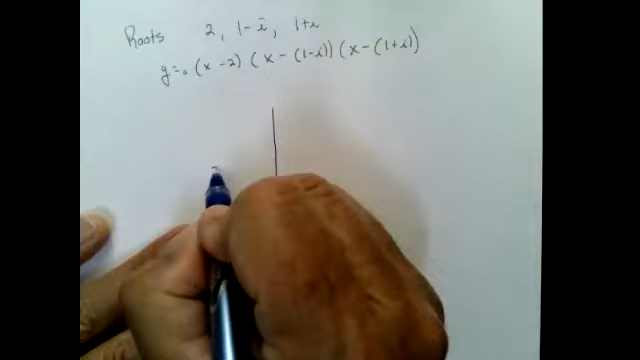 Roots 2, 1-i, 1+i
y=a(x-2)(x-(1-i))(x-(1+i))